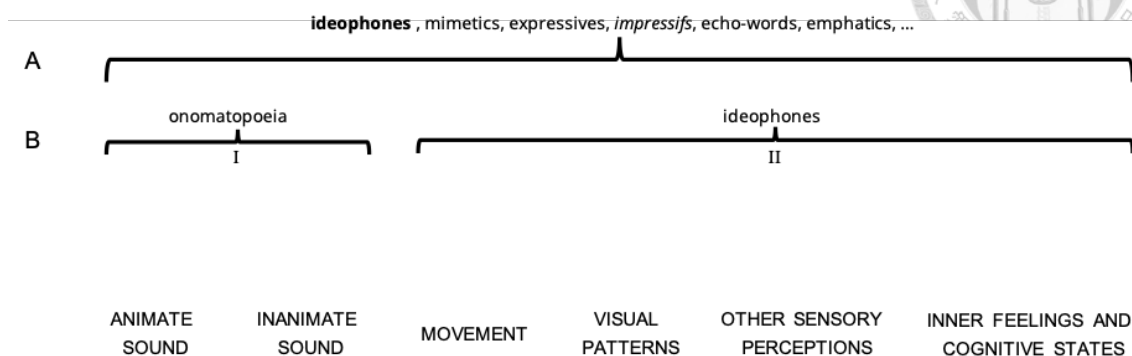 ideophones , mimetics, expressives, impressifs, echo-words, emphatics, ...
A
onomatopoeia ideophones
B
I II
ANIMATE SOUND
INANIMATE SOUND
MOVEMENT
VISUAL PATTERNS
OTHER SENSORY PERCEPTIONS
INNER FEELINGS AND COGNITIVE STATES